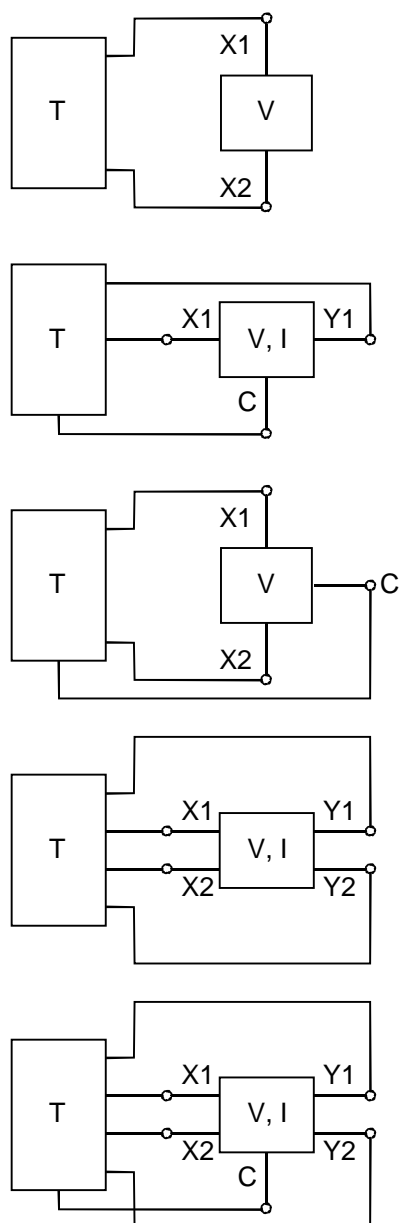 X1
T V
X2
X1 Y1
T V, I
C
X1
T V C
X2
X1 Y1
T V, I
X2 Y2
X1 Y1
T V, I
X2 Y2
C